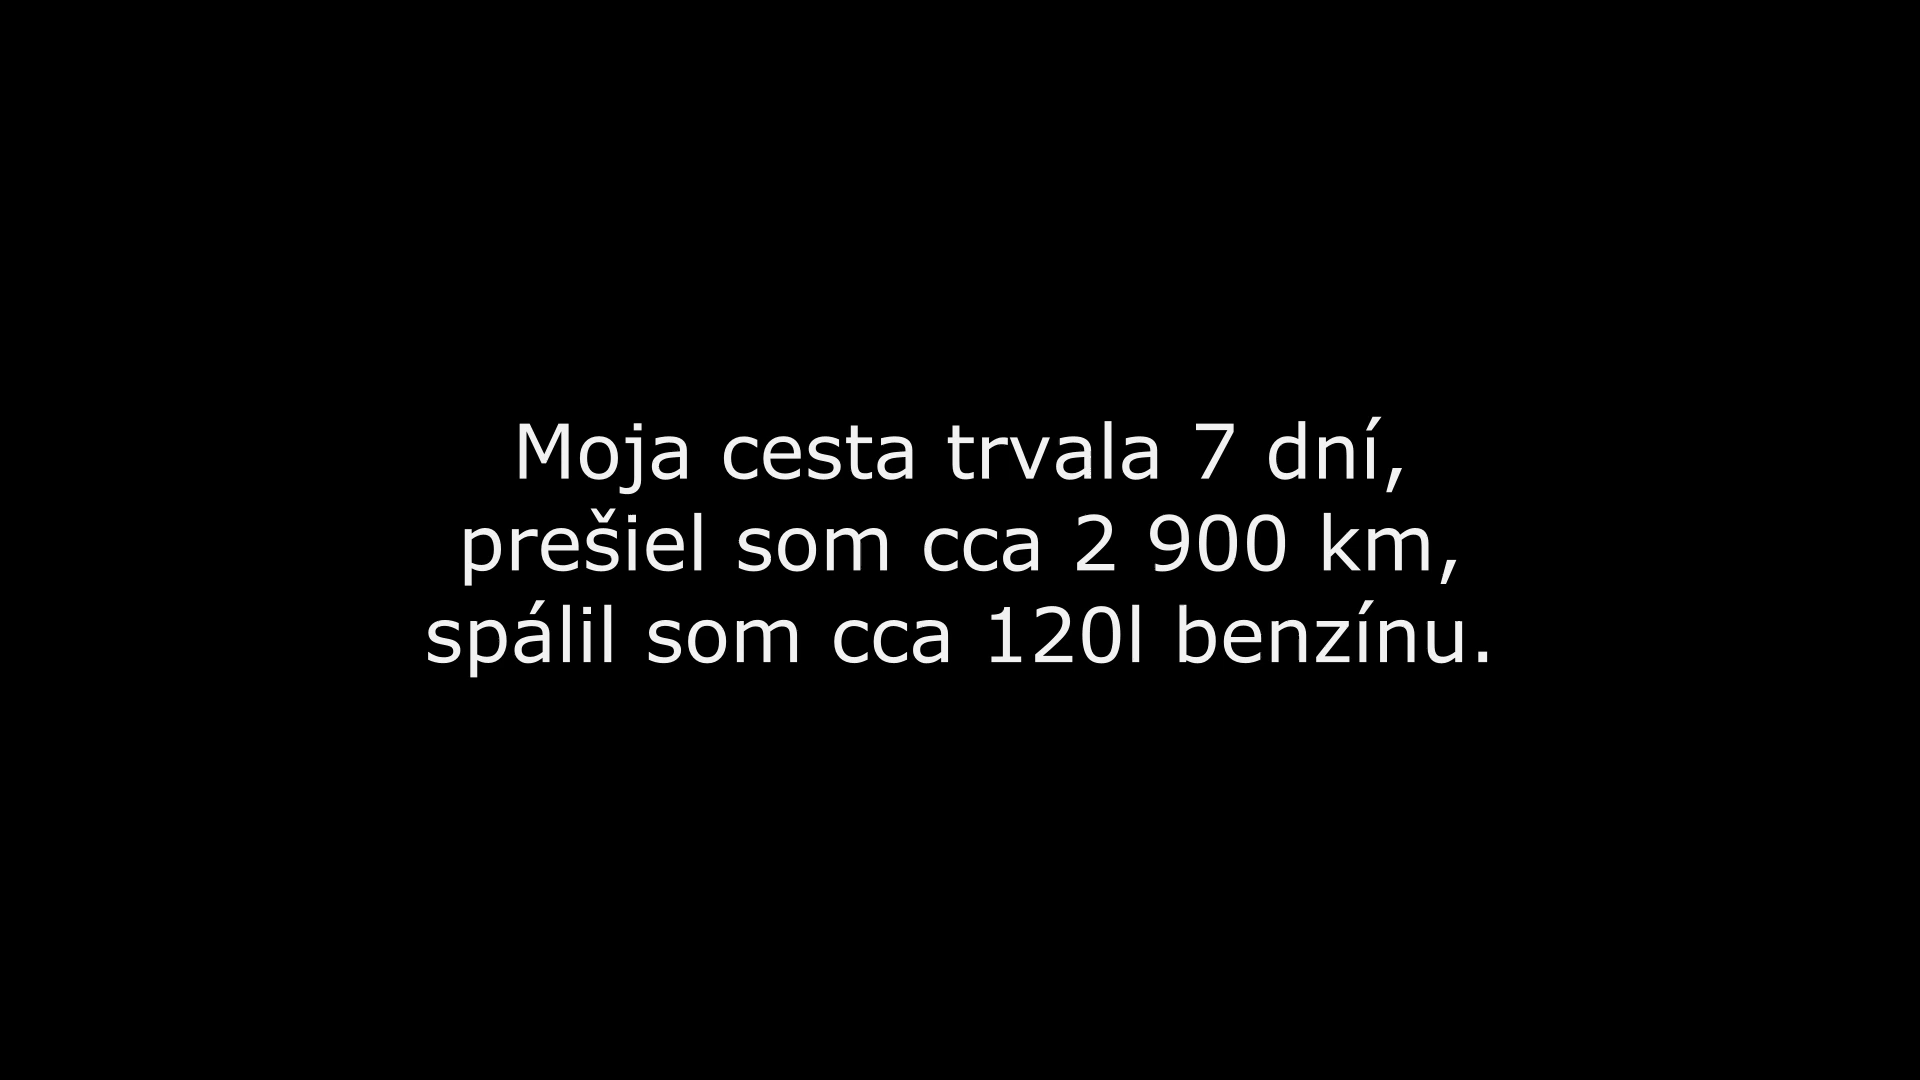 Moja cesta trvala 7 dní,
prešiel som cca 2 900 km,
spálil som cca 120l benzínu.